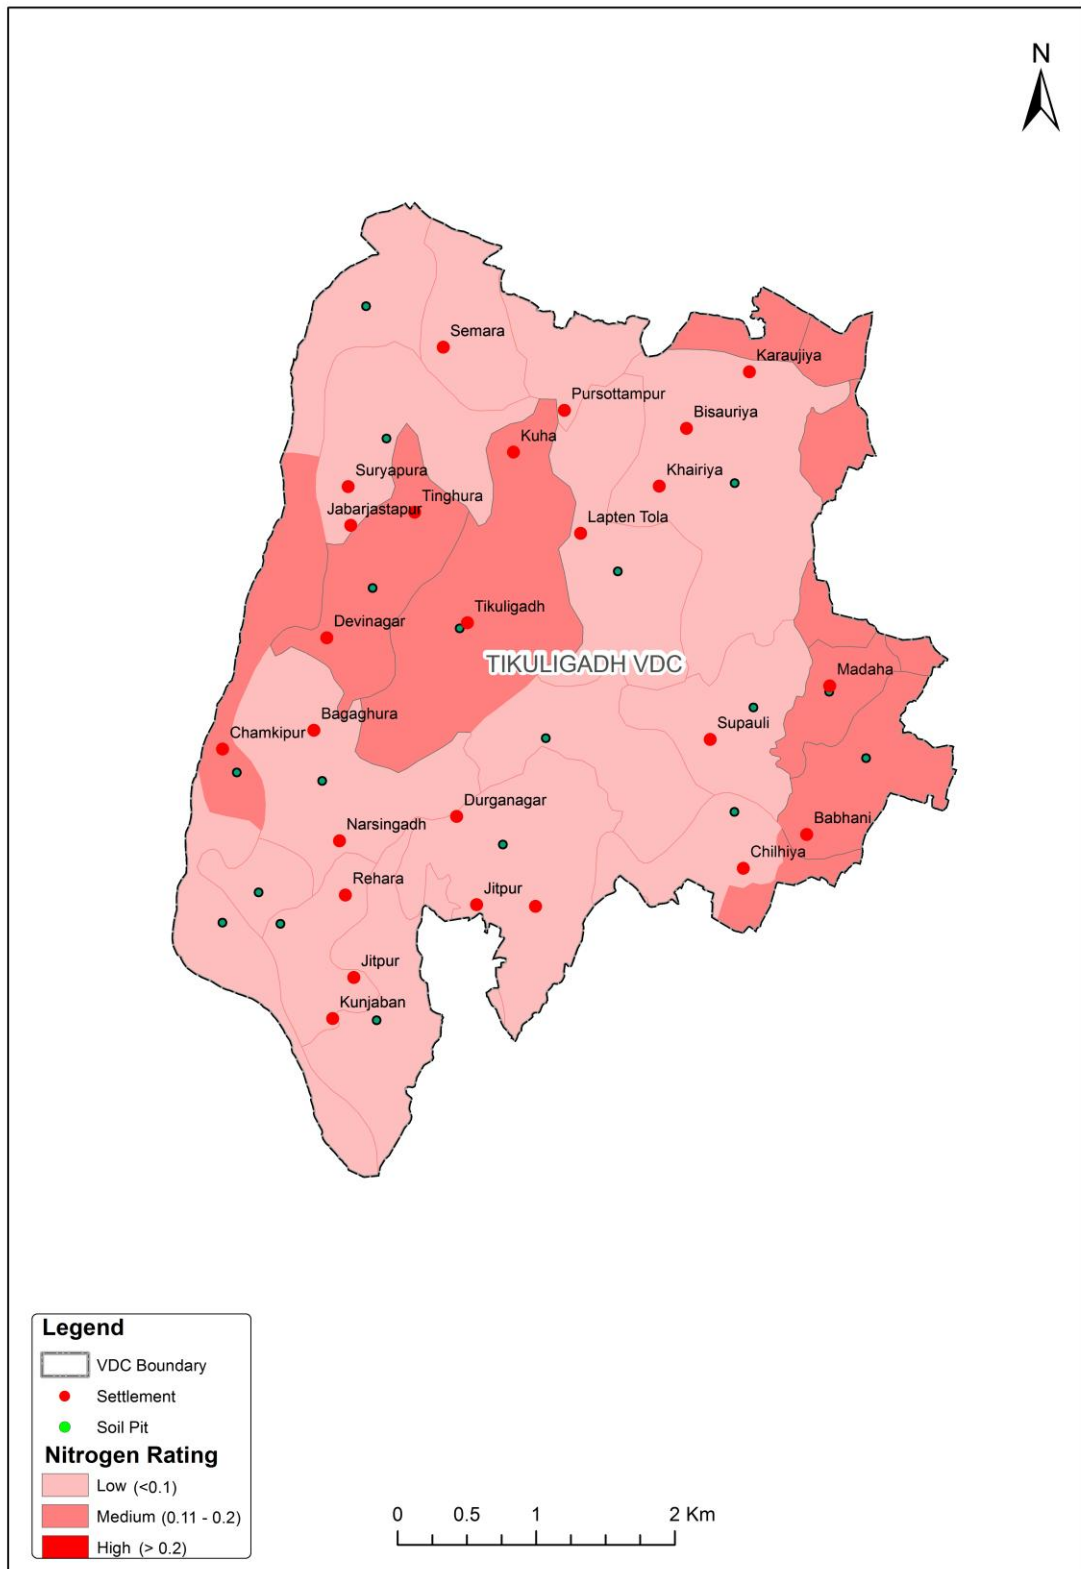 N
Semara
Karaujiya
Pursottampur
Bisauriya
Kuha
Suryapura
Khairiya
Tinghura
Jabarjastapur
Lapten Tola
Tikuligadh
Devinagar
TIKULIGADH VDC
Madaha
Bagaghura
Supauli
Chamkipur
Durganagar
Babhani
Narsingadh
Chilhiya
Rehara
Jitpur
Jitpur
Kunjaban
Legend
VDC Boundary
Settlement
Soil Pit
Nitrogen Rating
Low (<0.1)
Medium (0.11 - 0.2)
High (> 0.2)
0 0.5 1 2 Km